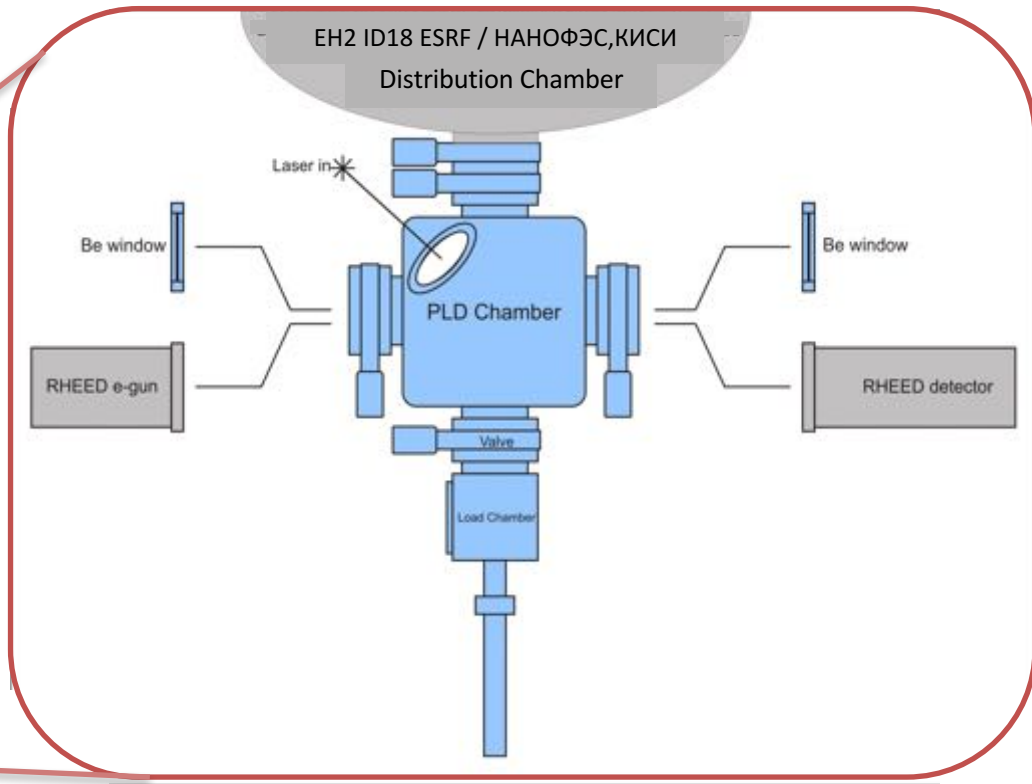 EH2 ID18 ESRF / НАНОФЭС,КИСИ
Distribution Chamber
Laser in
Be window
Be window
PLD Chamber
RHEED e-gun
RHEED detector
Valve
Load Chamber